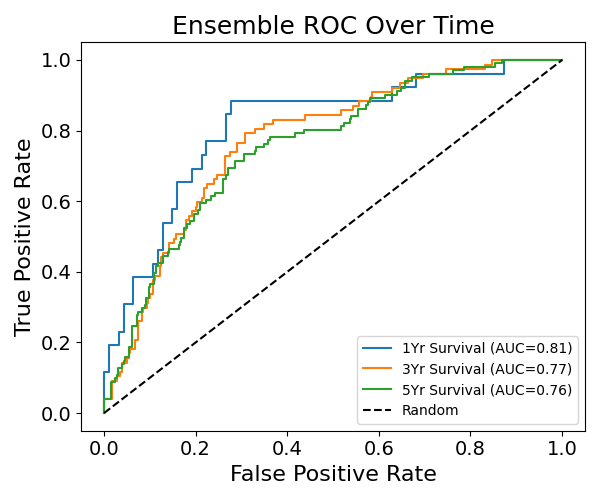 Ensemble ROC Over Time
True Positive Rate
1.0
0.8
0.6
0.4
0.2
0.0
0.0 0.2 0.4 0.6 0.8 1.0
False Positive Rate
1Yr Survival (AUC=0.81)
3Yr Survival (AUC=0.77)
5Yr Survival (AUC=0.76)
Random